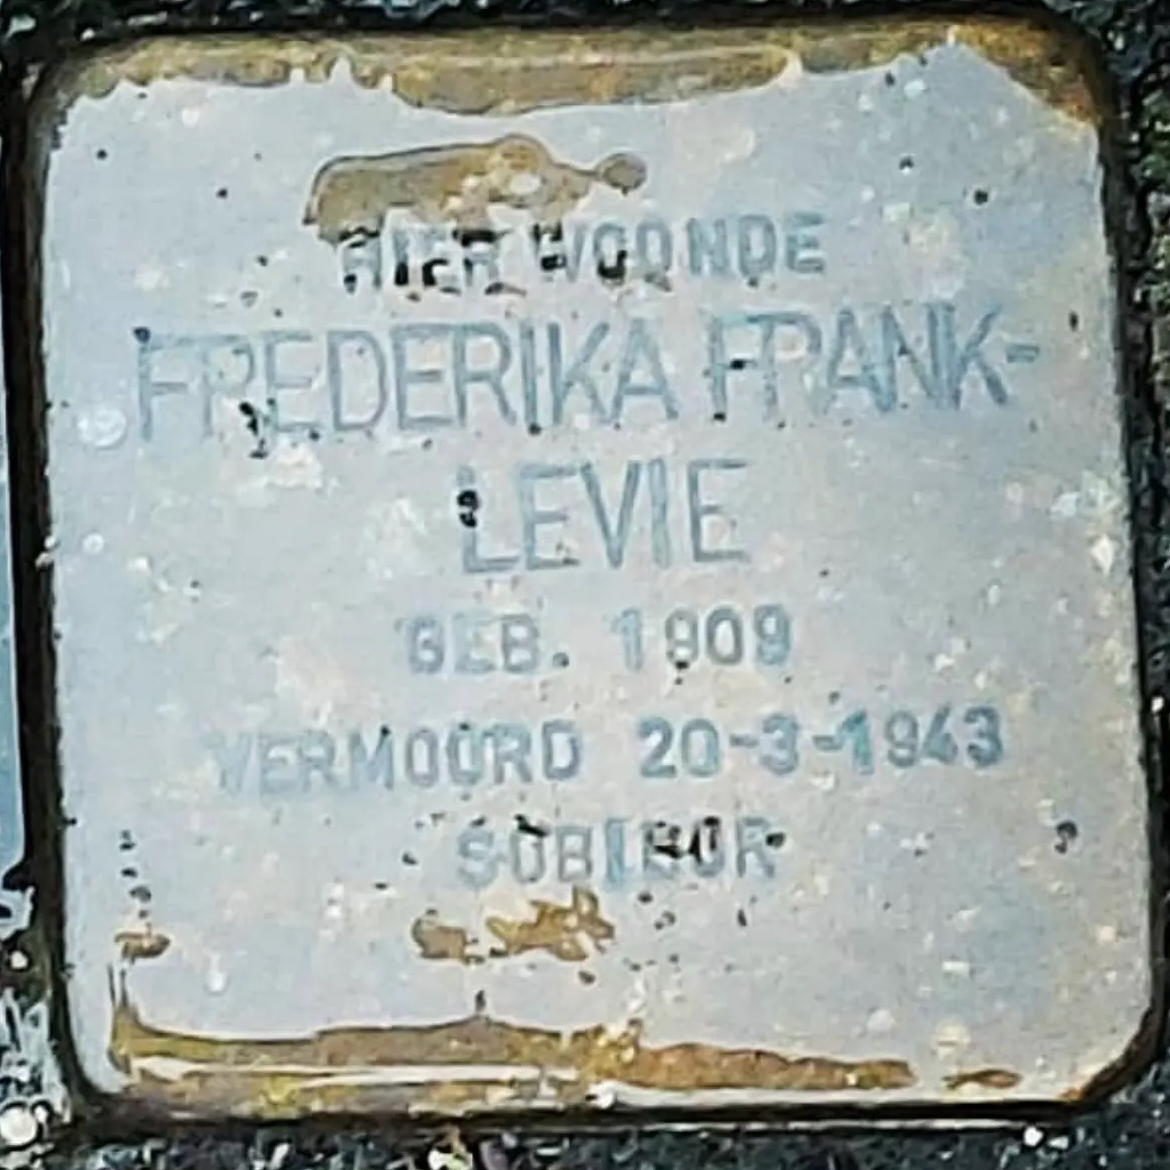 HIER WOONDE
FREDERIKA FRANK-
LEVIE
GEB. 1909
VERMOORD 20-3-1943
SOBIBOR